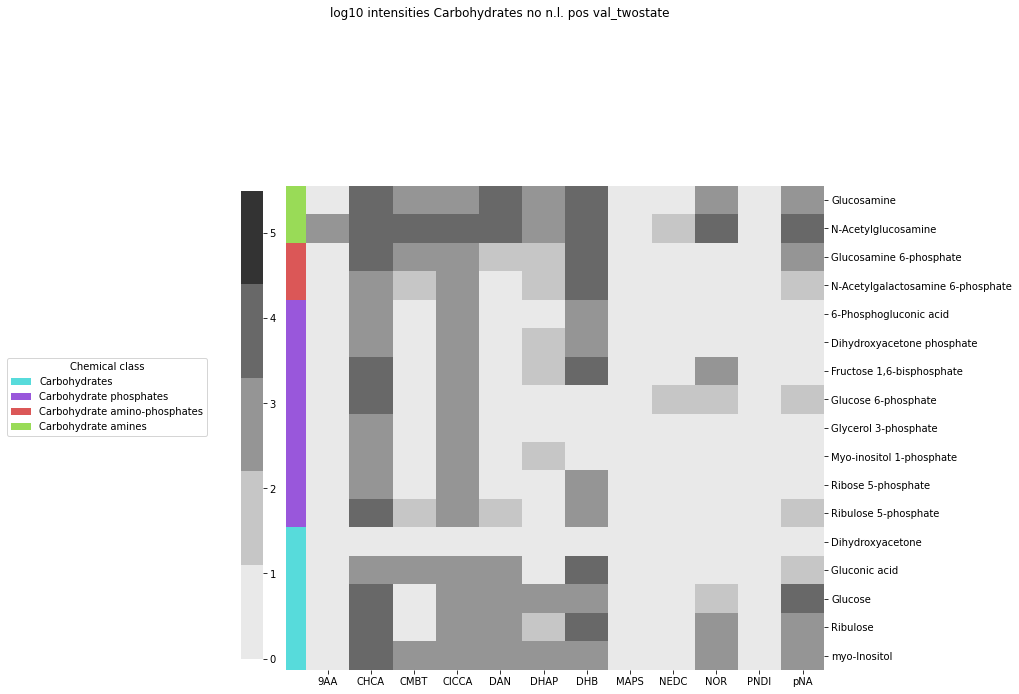 log10 intensities Carbohydrates no n.l. pos val_twostate
Chemical class
Carbohydrates
Carbohydrate phosphates
Carbohydrate amino-phosphates
Carbohydrate amines
5
4
3
2
1
0
Glucosamine
N-Acetylglucosamine
Glucosamine 6-phosphate
N-Acetylgalactosamine 6-phosphate
6-Phosphogluconic acid
Dihydroxyacetone phosphate
Fructose 1,6-bisphosphate
Glucose 6-phosphate
Glycerol 3-phosphate
Myo-inositol 1-phosphate
Ribose 5-phosphate
Ribulose 5-phosphate
Dihydroxyacetone
Gluconic acid
Glucose
Ribulose
myo-Inositol
9AA CHCA CMBT ClCCA DAN DHAP DHB MAPS NEDC NOR PNDI pNA